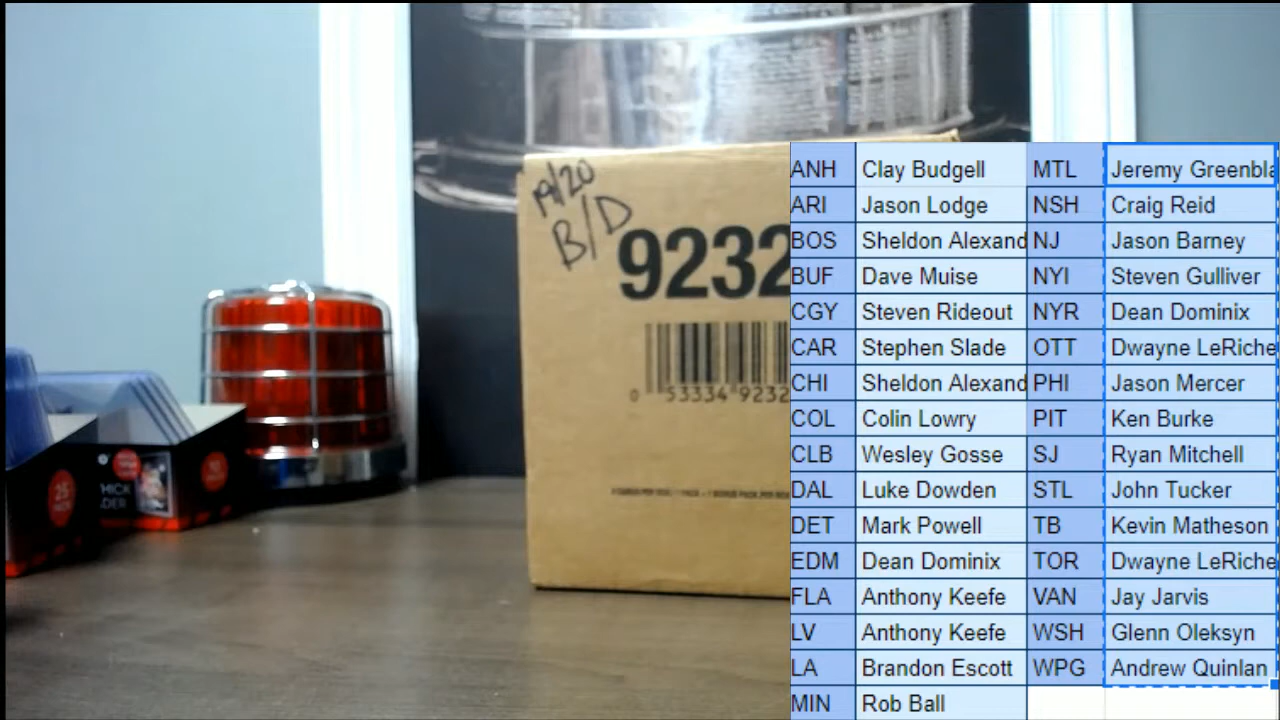 19/20
B/D
9232
0 53334 9232
25
ANH Clay Budgell MTL Jeremy Greenbla
ARI Jason Lodge NSH Craig Reid
BOS Sheldon Alexand NJ Jason Barney
BUF Dave Muise NYI Steven Gulliver
CGY Steven Rideout NYR Dean Dominix
CAR Stephen Slade OTT Dwayne LeRiche
CHI Sheldon Alexand PHI Jason Mercer
COL Colin Lowry PIT Ken Burke
CLB Wesley Gosse SJ Ryan Mitchell
DAL Luke Dowden STL John Tucker
DET Mark Powell TB Kevin Matheson
EDM Dean Dominix TOR Dwayne LeRiche
FLA Anthony Keefe VAN Jay Jarvis
LV Anthony Keefe WSH Glenn Oleksyn
LA Brandon Escott WPG Andrew Quinlan
MIN Rob Ball